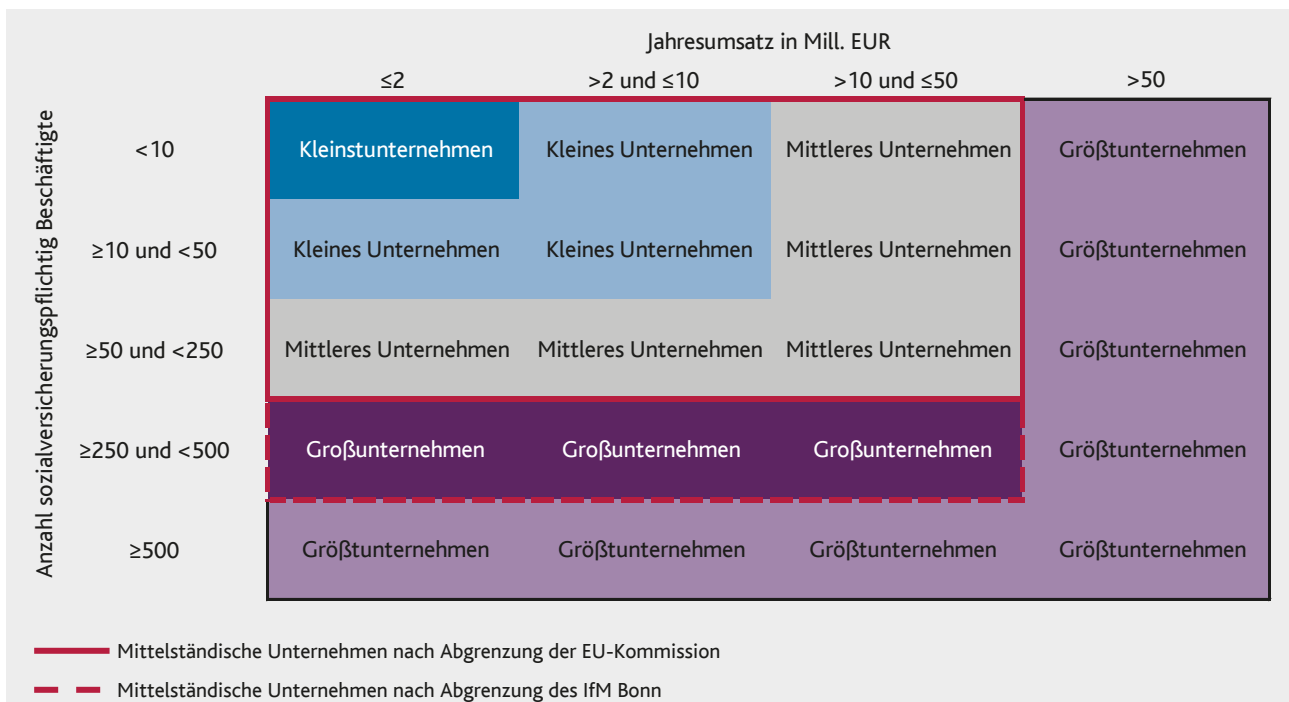 Jahresumsatz in Mill. EUR
≤2 >2 und ≤10 >10 und ≤50 >50
Anzahl sozialversicherungspflichtig Beschäftigte
<10 Kleinstunternehmen Kleines Unternehmen Mittleres Unternehmen Größtunternehmen
≥10 und <50 Kleines Unternehmen Kleines Unternehmen Mittleres Unternehmen Größtunternehmen
≥50 und <250 Mittleres Unternehmen Mittleres Unternehmen Mittleres Unternehmen Größtunternehmen
≥250 und <500 Großunternehmen Großunternehmen Großunternehmen Größtunternehmen
≥500 Größtunternehmen Größtunternehmen Größtunternehmen Größtunternehmen
Mittelständische Unternehmen nach Abgrenzung der EU-Kommission
Mittelständische Unternehmen nach Abgrenzung des IfM Bonn